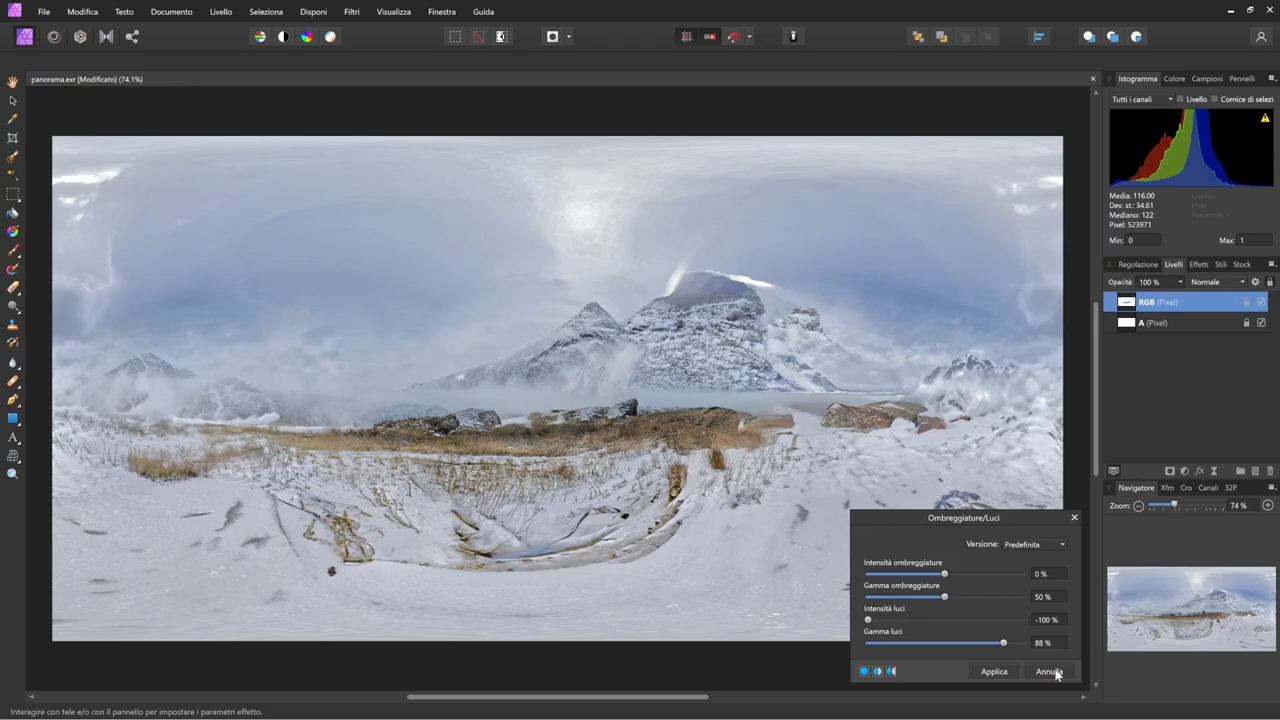 File Modifica Testo Documento Livello Seleziona Disponi Filtri Visualizza Finestra Guida
panorama.exr [Modificato] (74.1%)
Istogramma Colore Campioni Pennelli
Tutti i canali Livello Cornice di selezi
Media: 116.00
Dev. st.: 34.61
Mediano: 122
Pixel: 523971
Min: 0 Max: 1
Regolazione Livelli Effetti Stili Stock
Opacità: 100 % Normale
RGB (Pixel)
A (Pixel)
Navigatore Xfm Cro Canali 32P
Zoom: 74 %
Ombreggiature/Luci
Versione: Predefinita
Intensità ombreggiature
0 %
Gamma ombreggiature
50 %
Intensità luci
-100 %
Gamma luci
88 %
Applica Annulla
Interagire con tele e/o con il pannello per impostare i parametri effetto.